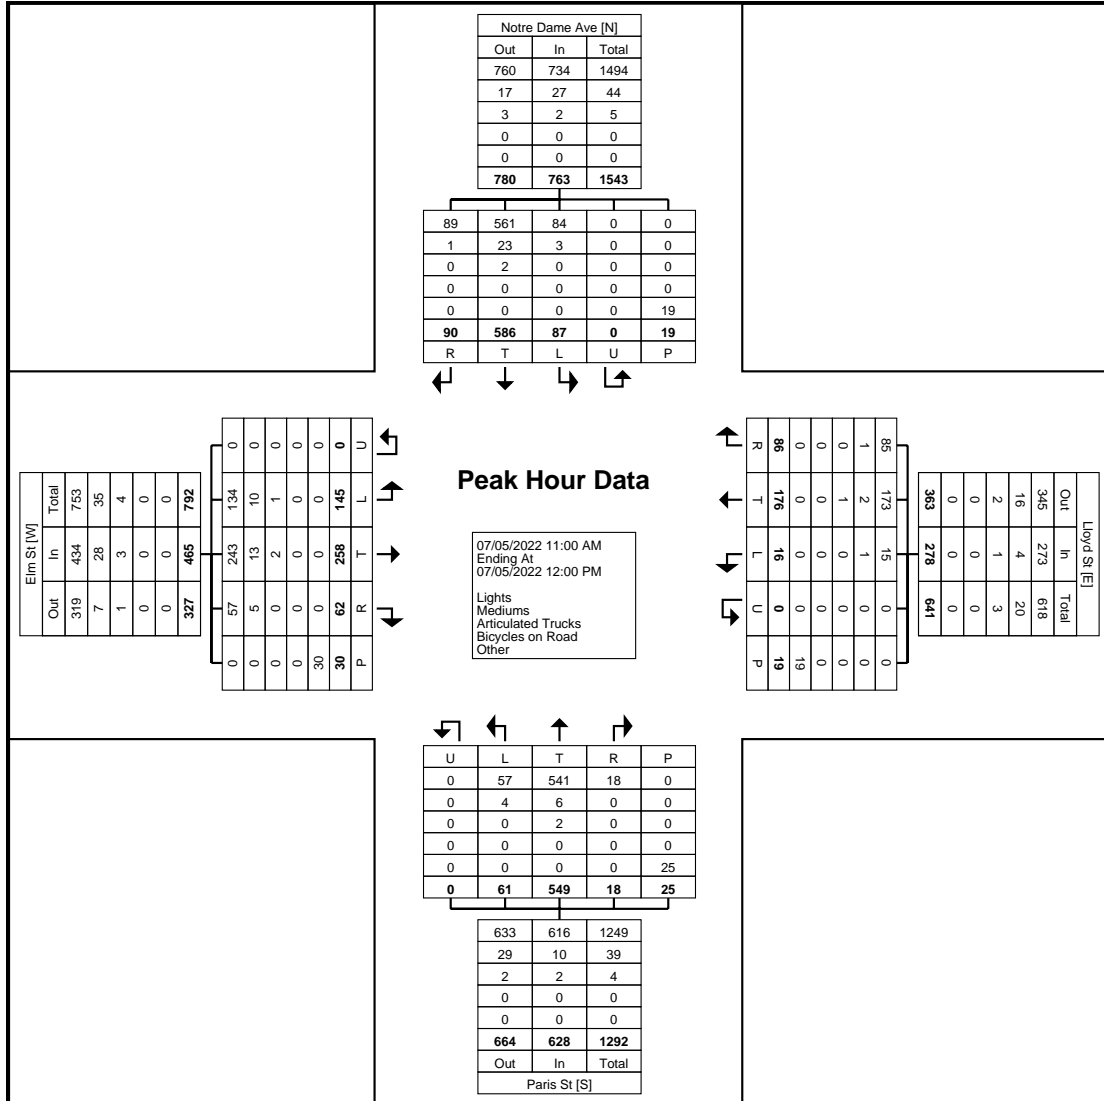 Notre Dame Ave [N]
Out In Total
760 734 1494
17 27 44
3 2 5
0 0 0
0 0 0
780 763 1543
89 561 84 0 0
1 23 3 0 0
0 2 0 0 0
0 0 0 0 0
0 0 0 0 19
90 586 87 0 19
R T L U P
Elm St [W]
Total In Out
753 434 319
35 28 7
4 3 1
0 0 0
0 0 0
792 465 327
0 134 243 57 0
0 10 13 5 0
0 1 2 0 0
0 0 0 0 0
0 0 0 0 30
0 145 258 62 30
U L T R P
Peak Hour Data
07/05/2022 11:00 AM
Ending At
07/05/2022 12:00 PM
Lights
Mediums
Articulated Trucks
Bicycles on Road
Other
R T L U P
86 176 16 0 19
0 0 0 0 19
0 0 0 0 0
0 1 0 0 0
1 2 1 0 0
85 173 15 0 0
Lloyd St [E]
Out In Total
345 273 618
16 4 20
2 1 3
0 0 0
0 0 0
363 278 641
U L T R P
0 57 541 18 0
0 4 6 0 0
0 0 2 0 0
0 0 0 0 0
0 0 0 0 25
0 61 549 18 25
633 616 1249
29 10 39
2 2 4
0 0 0
0 0 0
664 628 1292
Out In Total
Paris St [S]